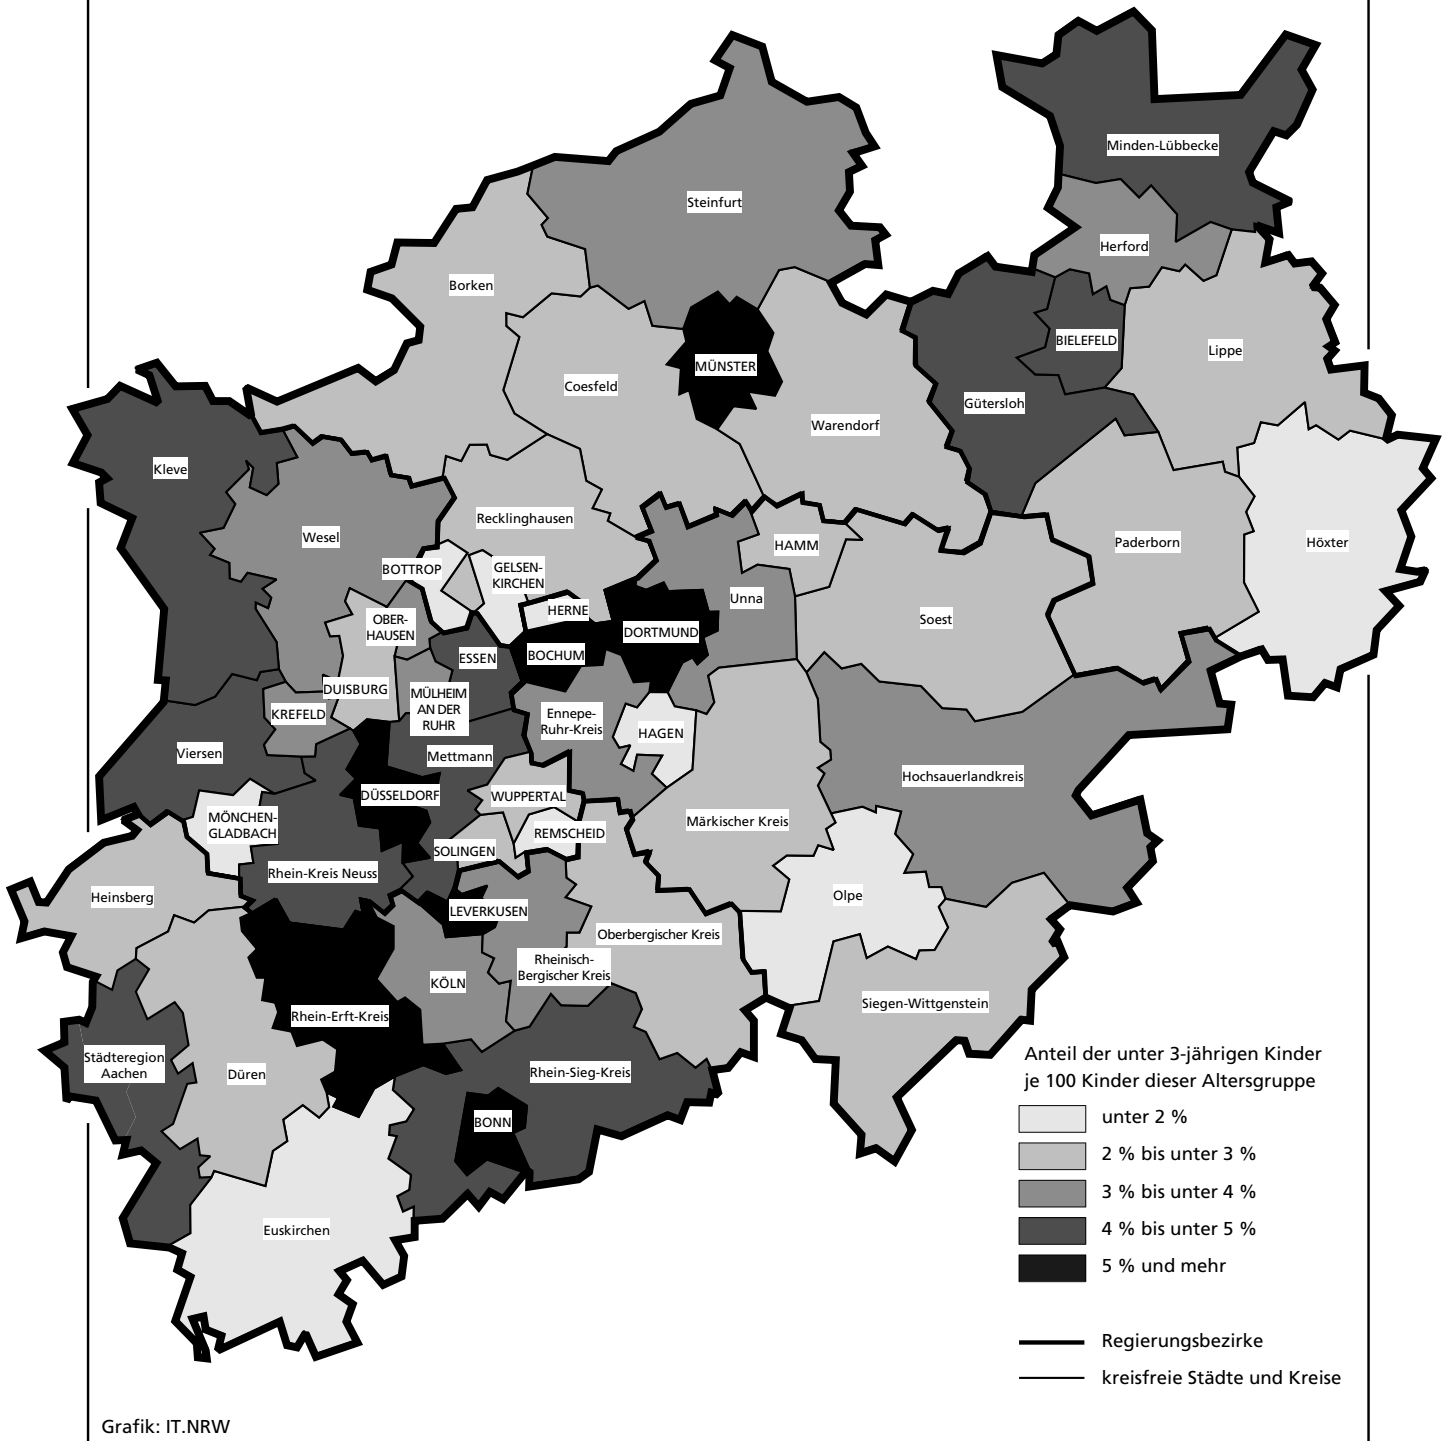 Minden-Lübbecke
Steinfurt
Herford
Borken
BIELEFELD
Lippe
MÜNSTER
Coesfeld
Gütersloh
Warendorf
Kleve
Recklinghausen
Wesel
HAMM
Paderborn
Höxter
BOTTROP
GELSEN-
KIRCHEN
Unna
HERNE
Soest
OBER-
HAUSEN
DORTMUND
ESSEN
BOCHUM
DUISBURG
MÜLHEIM
AN DER
RUHR
KREFELD
Ennepe-
Ruhr-Kreis
HAGEN
Viersen
Mettmann
Hochsauerlandkreis
DÜSSELDORF
WUPPERTAL
MÖNCHEN-
GLADBACH
Märkischer Kreis
REMSCHEID
SOLINGEN
Rhein-Kreis Neuss
Heinsberg
Olpe
LEVERKUSEN
Oberbergischer Kreis
Rheinisch-
Bergischer Kreis
KÖLN
Siegen-Wittgenstein
Rhein-Erft-Kreis
Städteregion
Aachen
Düren
Rhein-Sieg-Kreis
BONN
Euskirchen
Anteil der unter 3-jährigen Kinder
je 100 Kinder dieser Altersgruppe
unter 2 %
2 % bis unter 3 %
3 % bis unter 4 %
4 % bis unter 5 %
5 % und mehr
Regierungsbezirke
kreisfreie Städte und Kreise
Grafik: IT.NRW